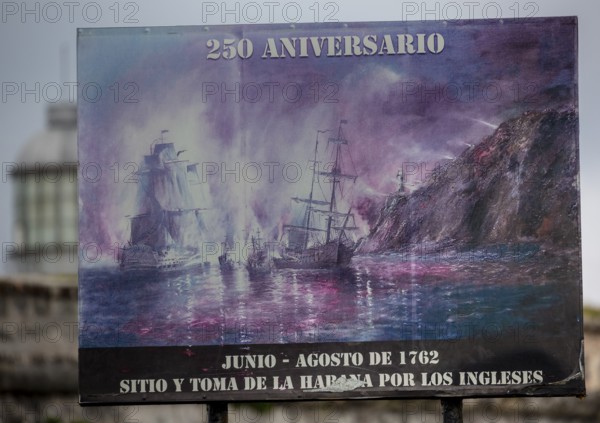 250 ANIVERSARIO
JUNIO - AGOSTO DE 1762
SITIO Y TOMA DE LA HABANA POR LOS INGLESES